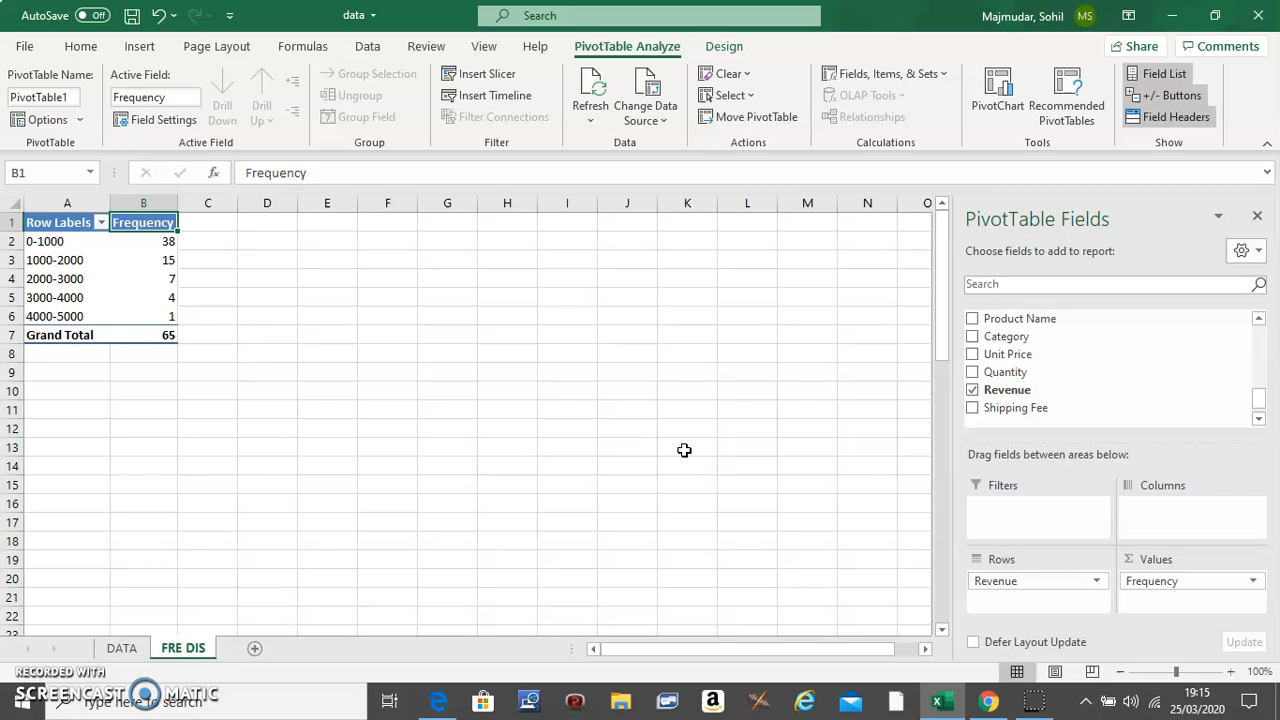 AutoSave Off data Search Majmudar, Sohil MS
File Home Insert Page Layout Formulas Data Review View Help PivotTable Analyze Design Share Comments
PivotTable Name: Active Field: Group Selection Insert Slicer Clear Fields, Items, & Sets Field List
PivotTable1 Frequency Drill Down Drill Up Ungroup Insert Timeline Refresh Change Data Source Select OLAP Tools PivotChart Recommended PivotTables +/- Buttons
Options Field Settings Group Field Filter Connections Move PivotTable Relationships Field Headers
PivotTable Active Field Group Filter Data Actions Calculations Tools Show
B1 fx Frequency
A B C D E F G H I J K L M N O
1 Row Labels Frequency
2 0-1000 38
3 1000-2000 15
4 2000-3000 7
5 3000-4000 4
6 4000-5000 1
7 Grand Total 65
8
9
10
11
12
13
14
15
16
17
18
19
20
21
22
23
PivotTable Fields
Choose fields to add to report:
Search
Product Name
Category
Unit Price
Quantity
Revenue
Shipping Fee
Drag fields between areas below:
Filters Columns
Rows Σ Values
Revenue Frequency
Defer Layout Update Update
DATA FRE DIS
100%
RECORDED WITH
SCREENCAST MATIC
Type here to search
19:15
25/03/2020